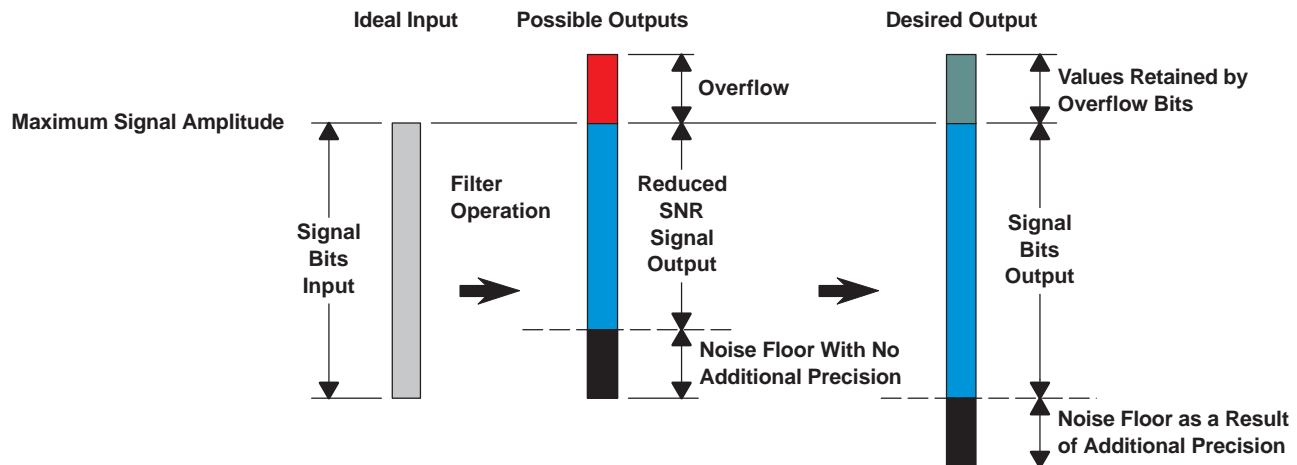 Ideal Input
Possible Outputs
Desired Output
Maximum Signal Amplitude
Overflow
Values Retained by
Overflow Bits
Signal
Bits
Input
Filter
Operation
Reduced
SNR
Signal
Output
Signal
Bits
Output
Noise Floor With No
Additional Precision
Noise Floor as a Result
of Additional Precision